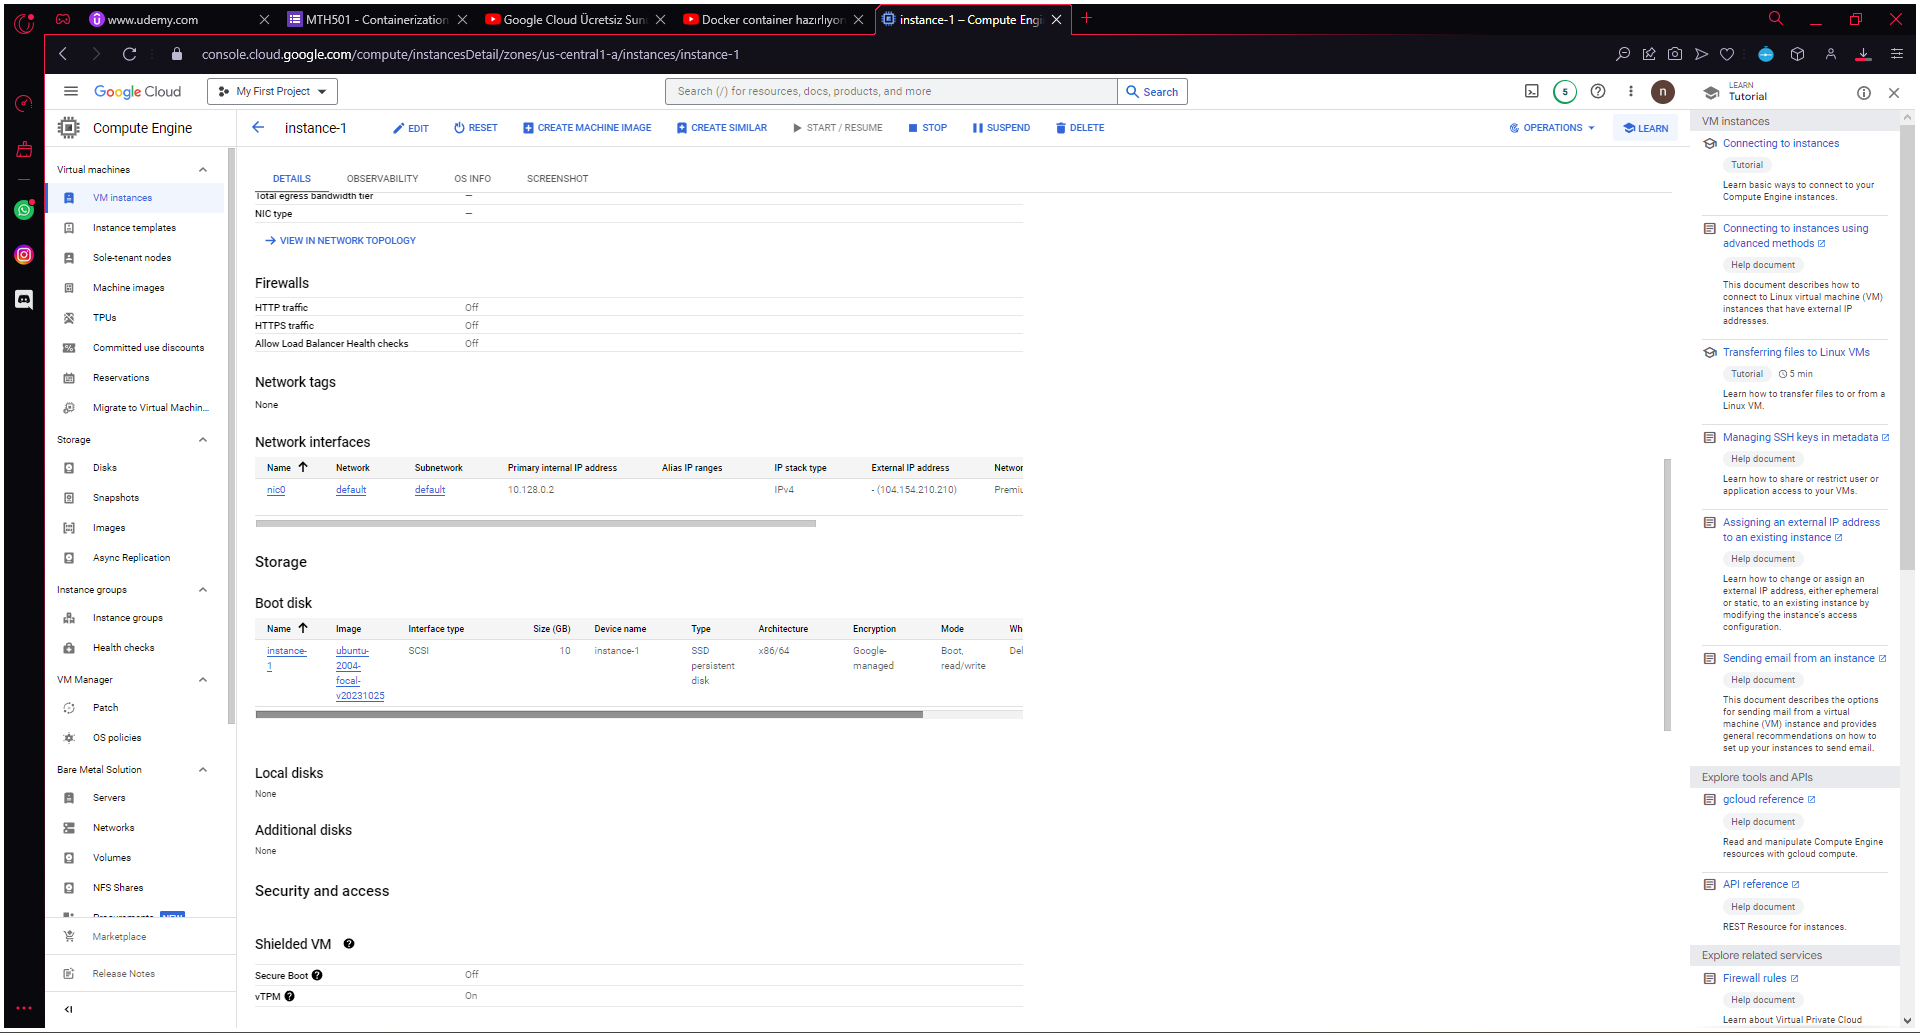 www.udemy.com
MTH501 - Containerization
Google Cloud Ücretsiz Sun
Docker container hazırlıyor
instance-1 – Compute Engi
console.cloud.google.com/compute/instancesDetail/zones/us-central1-a/instances/instance-1
Google Cloud
My First Project
Search (/) for resources, docs, products, and more
Search
5
n
LEARN
Tutorial
Compute Engine
instance-1
EDIT
RESET
CREATE MACHINE IMAGE
CREATE SIMILAR
START / RESUME
STOP
SUSPEND
DELETE
OPERATIONS
LEARN
Virtual machines
VM instances
Instance templates
Sole-tenant nodes
Machine images
TPUs
Committed use discounts
Reservations
Migrate to Virtual Machin...
Storage
Disks
Snapshots
Images
Async Replication
Instance groups
Instance groups
Health checks
VM Manager
Patch
OS policies
Bare Metal Solution
Servers
Networks
Volumes
NFS Shares
Procurements NEW
Marketplace
Release Notes
DETAILS OBSERVABILITY OS INFO SCREENSHOT
Total egress bandwidth tier —
NIC type —
VIEW IN NETWORK TOPOLOGY
Firewalls
HTTP traffic Off
HTTPS traffic Off
Allow Load Balancer Health checks Off
Network tags
None
Network interfaces
Name Network Subnetwork Primary internal IP address Alias IP ranges IP stack type External IP address Networ
nic0 default default 10.128.0.2 IPv4 - (104.154.210.210) Premiu
Storage
Boot disk
Name Image Interface type Size (GB) Device name Type Architecture Encryption Mode Wh
instance- ubuntu- SCSI 10 instance-1 SSD x86/64 Google- Boot, Del
1 2004- persistent managed read/write
focal- disk
v20231025
Local disks
None
Additional disks
None
Security and access
Shielded VM
Secure Boot Off
vTPM On
VM instances
Connecting to instances
Tutorial
Learn basic ways to connect to your
Compute Engine instances.
Connecting to instances using
advanced methods
Help document
This document describes how to
connect to Linux virtual machine (VM)
instances that have external IP
addresses.
Transferring files to Linux VMs
Tutorial 5 min
Learn how to transfer files to or from a
Linux VM.
Managing SSH keys in metadata
Help document
Learn how to share or restrict user or
application access to your VMs.
Assigning an external IP address
to an existing instance
Help document
Learn how to change or assign an
external IP address, either ephemeral
or static, to an existing instance by
modifying the instance's access
configuration.
Sending email from an instance
Help document
This document describes the options
for sending mail from a virtual
machine (VM) instance and provides
general recommendations on how to
set up your instances to send email.
Explore tools and APIs
gcloud reference
Help document
Read and manipulate Compute Engine
resources with gcloud compute.
API reference
Help document
REST Resource for instances.
Explore related services
Firewall rules
Help document
Learn about Virtual Private Cloud